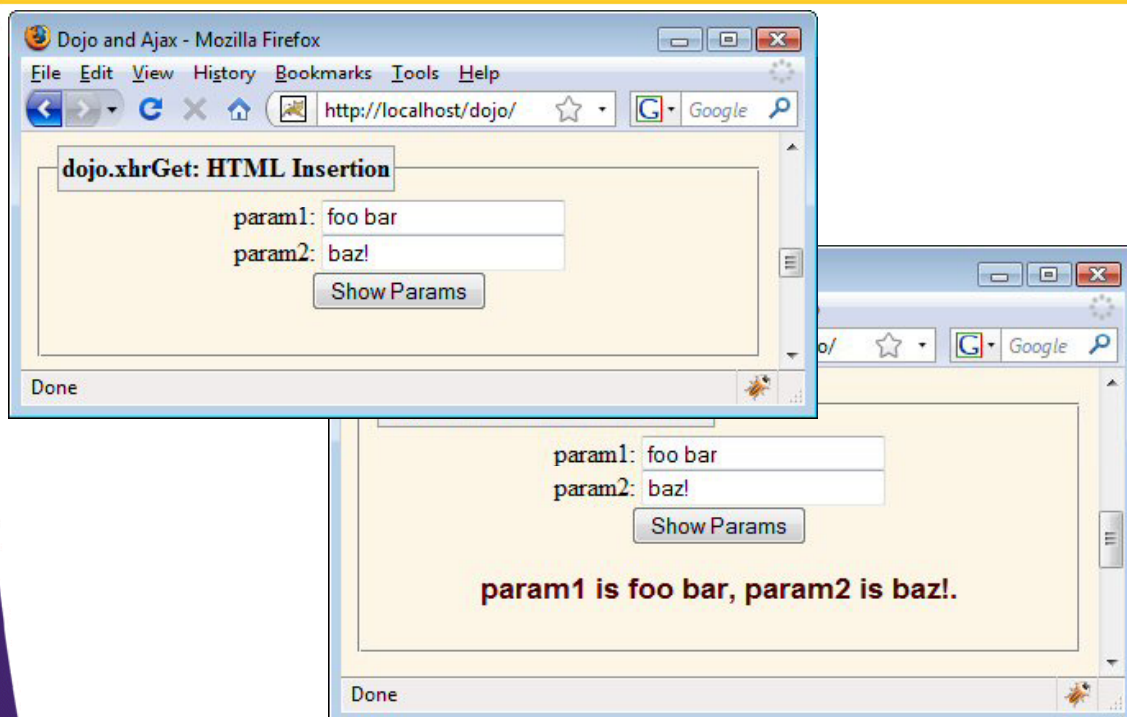 Dojo and Ajax - Mozilla Firefox
File Edit View History Bookmarks Tools Help
http://localhost/dojo/ G Google
dojo.xhrGet: HTML Insertion
param1: foo bar
param2: baz!
Show Params
Done
o/ G Google
param1: foo bar
param2: baz!
Show Params
param1 is foo bar, param2 is baz!.
Done